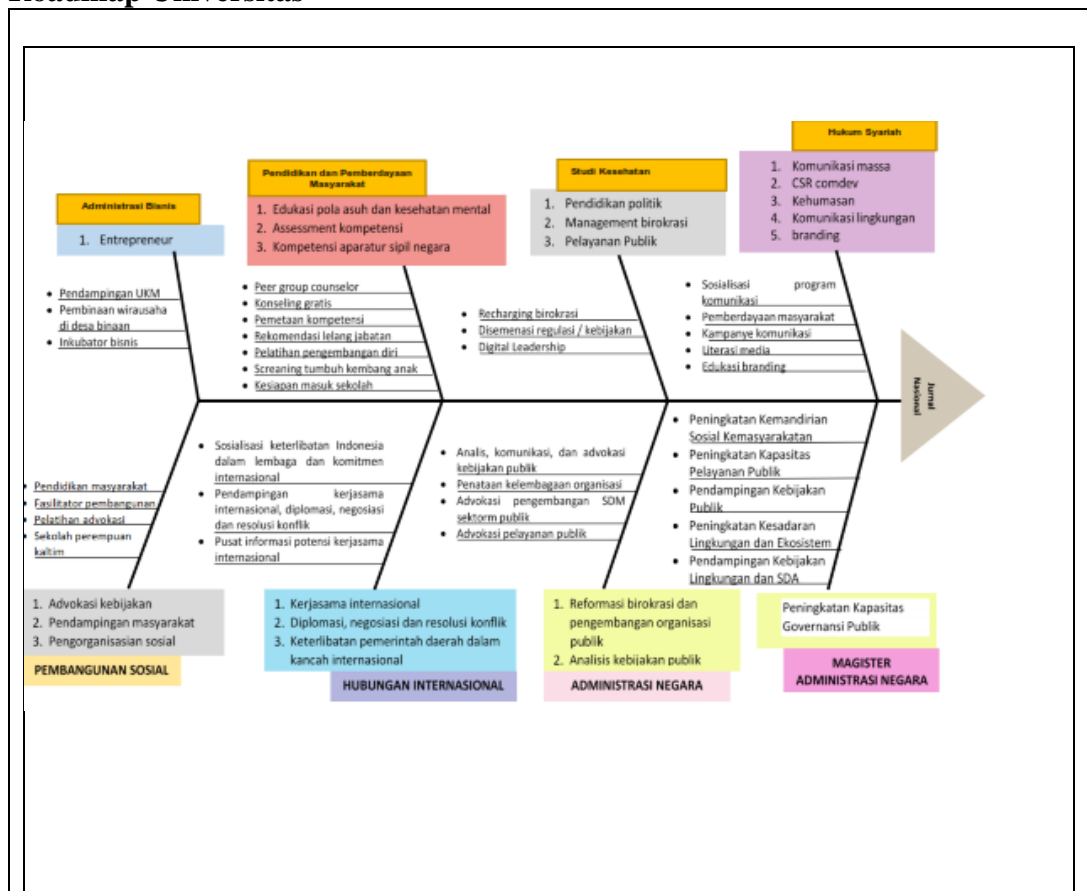 Roadmap Universitas
Hukum Syariah
1. Komunikasi massa
2. CSR comdev
3. Kehumasan
4. Komunikasi lingkungan
5. branding
Pendidikan dan Pemberdayaan
Masyarakat
1. Edukasi pola asuh dan kesehatan mental
2. Assessment kompetensi
3. Kompetensi aparatur sipil negara
Studi Kesehatan
1. Pendidikan politik
2. Management birokrasi
3. Pelayanan Publik
Administrasi Bisnis
1. Entrepreneur
• Pendampingan UKM
• Pembinaan wirausaha
di desa binaan
• Inkubator bisnis
• Peer group counselor
• Konseling gratis
• Pemetaan kompetensi
• Rekomendasi lelang jabatan
• Pelatihan pengembangan diri
• Screaning tumbuh kembang anak
• Kesiapan masuk sekolah
• Recharging birokrasi
• Disemenasi regulasi / kebijakan
• Digital Leadership
• Sosialisasi program
komunikasi
• Pemberdayaan masyarakat
• Kampanye komunikasi
• Literasi media
• Edukasi branding
Jurnal
Nasional
• Pendidikan masyarakat
• Fasilitator pembangunan
• Pelatihan advokasi
• Sekolah perempuan
kaltim
• Sosialisasi keterlibatan Indonesia
dalam lembaga dan komitmen
internasional
• Pendampingan kerjasama
internasional, diplomasi, negosiasi
dan resolusi konflik
• Pusat informasi potensi kerjasama
internasional
• Analis, komunikasi, dan advokasi
kebijakan publik
• Penataan kelembagaan organisasi
• Advokasi pengembangan SDM
sektorm publik
• Advokasi pelayanan publik
• Peningkatan Kemandirian
Sosial Kemasyarakatan
• Peningkatan Kapasitas
Pelayanan Publik
• Pendampingan Kebijakan
Publik
• Peningkatan Kesadaran
Lingkungan dan Ekosistem
• Pendampingan Kebijakan
Lingkungan dan SDA
1. Advokasi kebijakan
2. Pendampingan masyarakat
3. Pengorganisasian sosial
PEMBANGUNAN SOSIAL
1. Kerjasama internasional
2. Diplomasi, negosiasi dan resolusi konflik
3. Keterlibatan pemerintah daerah dalam
kancah internasional
HUBUNGAN INTERNASIONAL
1. Reformasi birokrasi dan
pengembangan organisasi
publik
2. Analisis kebijakan publik
ADMINISTRASI NEGARA
Peningkatan Kapasitas
Governansi Publik
MAGISTER
ADMINISTRASI NEGARA